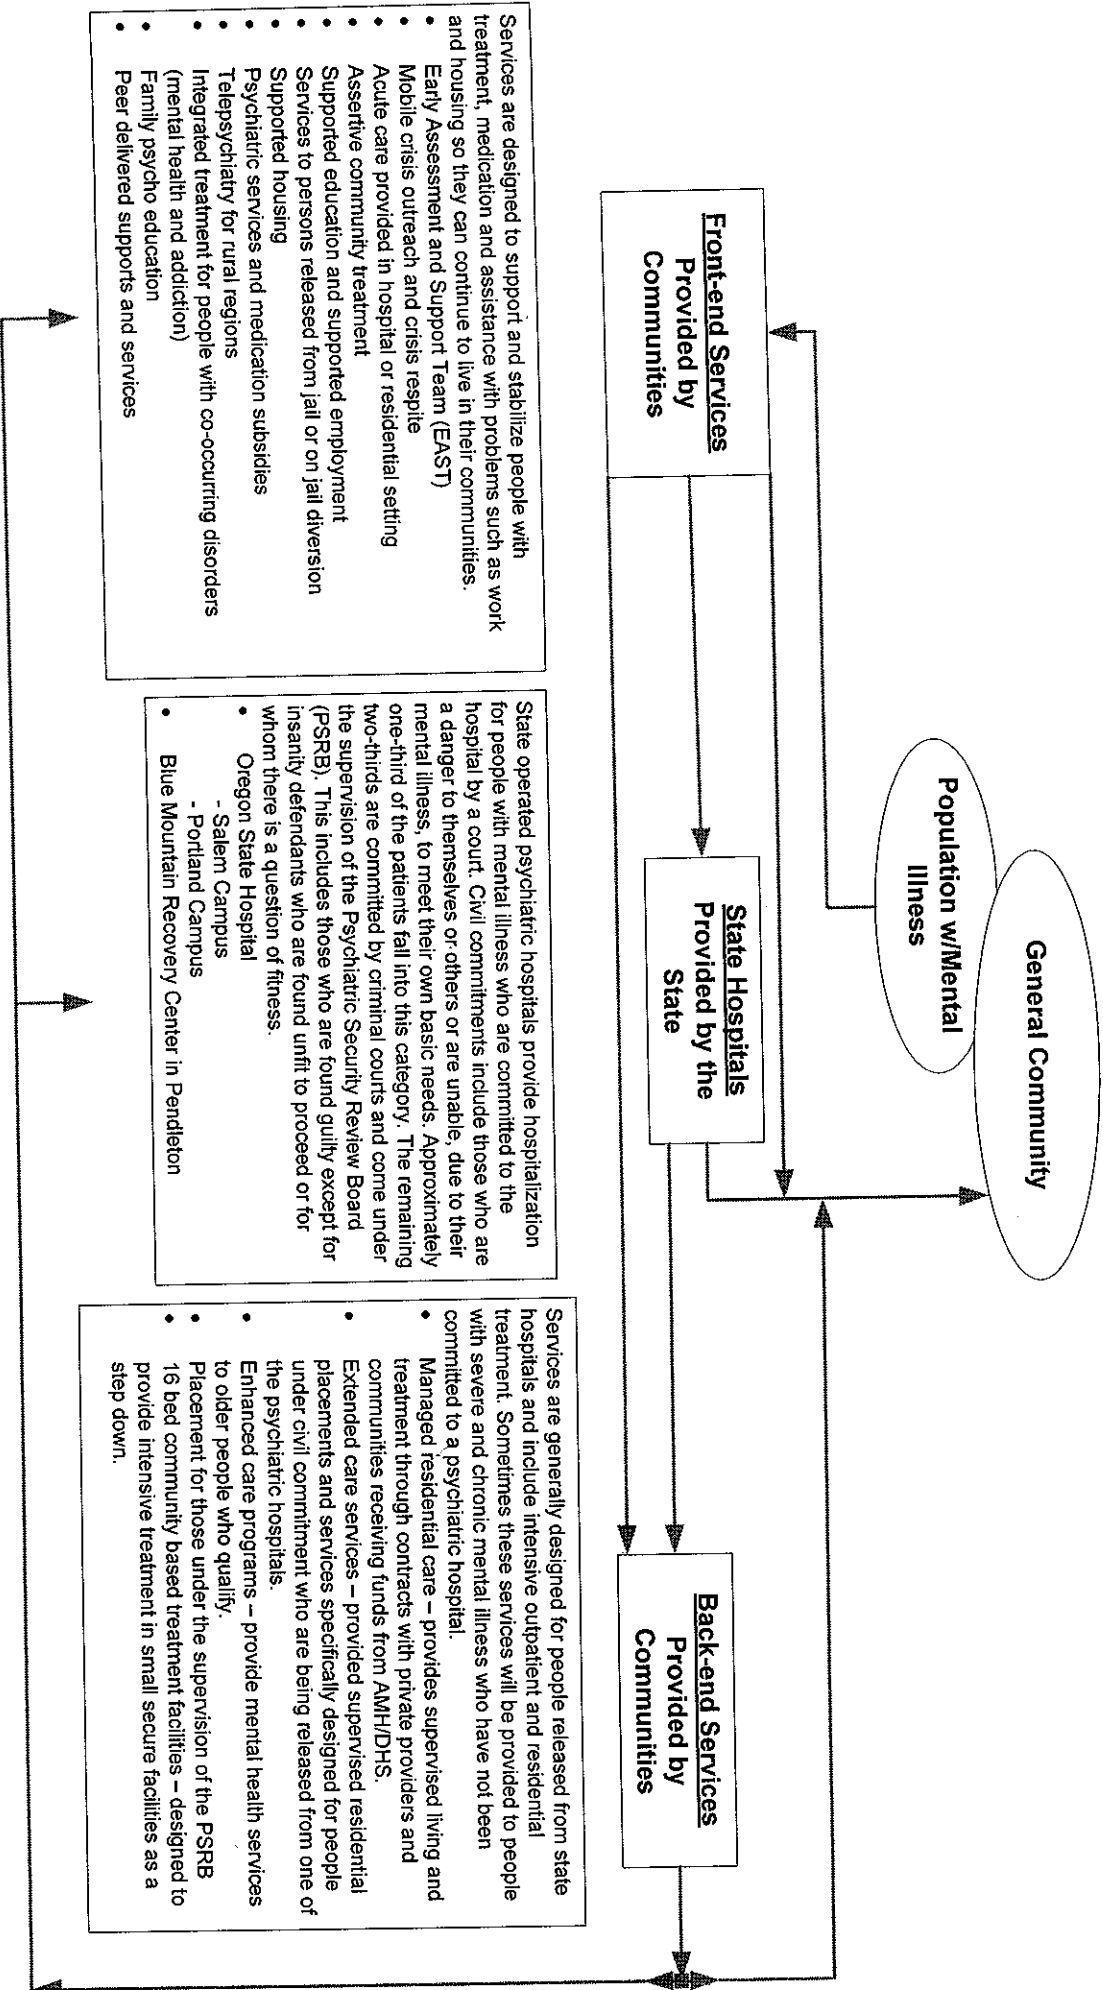 General Community
Population w/Mental
Illness
Front-end Services
Provided by
Communities
State Hospitals
Provided by the
State
Back-end Services
Provided by
Communities
Services are designed to support and stabilize people with
treatment, medication and assistance with problems such as work
and housing so they can continue to live in their communities.
• Early Assessment and Support Team (EAST)
• Mobile crisis outreach and crisis respite
• Acute care provided in hospital or residential setting
• Assertive community treatment
• Supported education and supported employment
• Services to persons released from jail or on jail diversion
• Supported housing
• Psychiatric services and medication subsidies
• Telepsychiatry for rural regions
• Integrated treatment for people with co-occurring disorders
(mental health and addiction)
• Family psycho education
• Peer delivered supports and services
State operated psychiatric hospitals provide hospitalization
for people with mental illness who are committed to the
hospital by a court. Civil commitments include those who are
a danger to themselves or others or are unable, due to their
mental illness, to meet their own basic needs. Approximately
one-third of the patients fall into this category. The remaining
two-thirds are committed by criminal courts and come under
the supervision of the Psychiatric Security Review Board
(PSRB). This includes those who are found guilty except for
insanity defendants who are found unfit to proceed or for
whom there is a question of fitness.
• Oregon State Hospital
- Salem Campus
- Portland Campus
• Blue Mountain Recovery Center in Pendleton
Services are generally designed for people released from state
hospitals and include intensive outpatient and residential
treatment. Sometimes these services will be provided to people
with severe and chronic mental illness who have not been
committed to a psychiatric hospital.
• Managed residential care – provides supervised living and
treatment through contracts with private providers and
communities receiving funds from AMH/DHS.
• Extended care services – provided supervised residential
placements and services specifically designed for people
under civil commitment who are being released from one of
the psychiatric hospitals.
• Enhanced care programs – provide mental health services
to older people who qualify.
• Placement for those under the supervision of the PSRB
• 16 bed community based treatment facilities – designed to
provide intensive treatment in small secure facilities as a
step down.